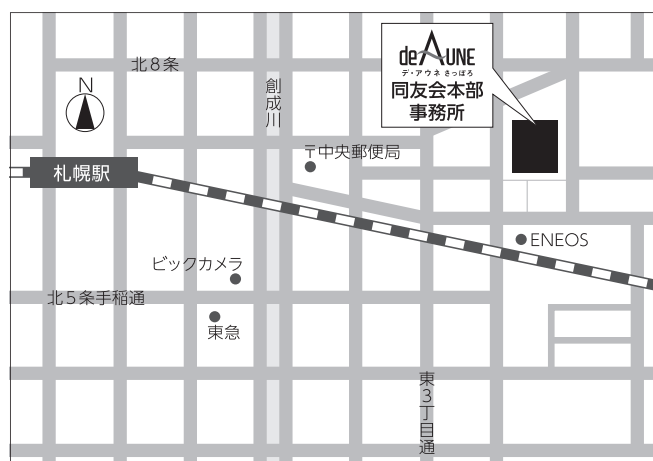 deAUNE
デ・アウネ さっぽろ
同友会本部
事務所
北8条
N
創成川
〒中央郵便局
札幌駅
ENEOS
ビックカメラ
北5条手稲通
東急
東3丁目通